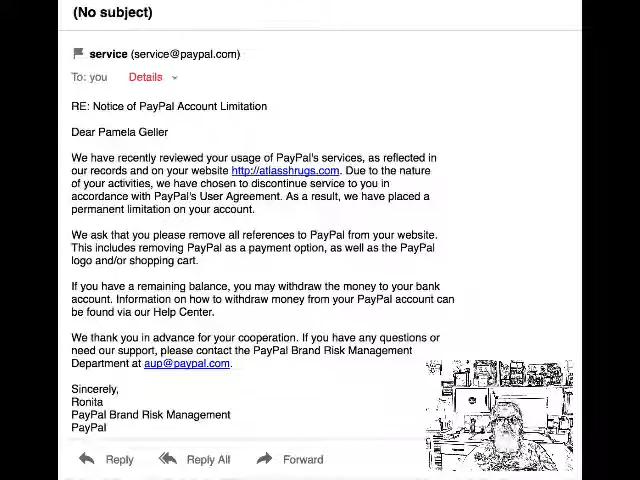 (No subject)
service (service@paypal.com)
To: you Details
RE: Notice of PayPal Account Limitation
Dear Pamela Geller
We have recently reviewed your usage of PayPal's services, as reflected in
our records and on your website http://atlasshrugs.com. Due to the nature
of your activities, we have chosen to discontinue service to you in
accordance with PayPal's User Agreement. As a result, we have placed a
permanent limitation on your account.
We ask that you please remove all references to PayPal from your website.
This includes removing PayPal as a payment option, as well as the PayPal
logo and/or shopping cart.
If you have a remaining balance, you may withdraw the money to your bank
account. Information on how to withdraw money from your PayPal account can
be found via our Help Center.
We thank you in advance for your cooperation. If you have any questions or
need our support, please contact the PayPal Brand Risk Management
Department at aup@paypal.com.
Sincerely,
Ronita
PayPal Brand Risk Management
PayPal
Reply Reply All Forward